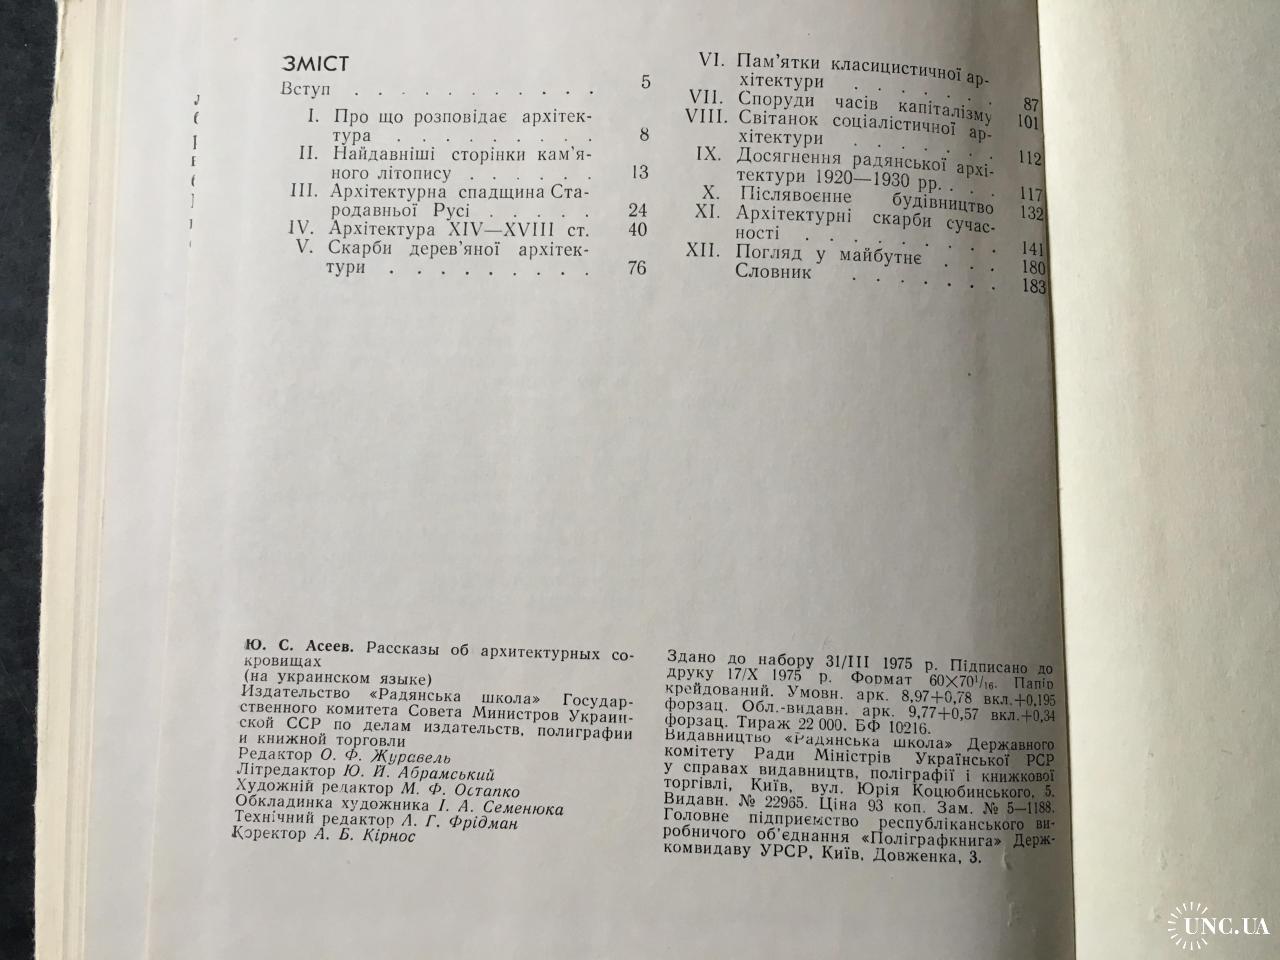 ЗМІСТ
Вступ . . . . . . . . . . . 5
I. Про що розповідає архітек-
тура . . . . . . . . . 8
II. Найдавніші сторінки кам'я-
ного літопису . . . . . . 13
III. Архітектурна спадщина Ста-
родавньої Русі . . . . . 24
IV. Архітектура XIV—XVIII ст. 40
V. Скарби дерев'яної архітек-
тури . . . . . . . . . 76
VI. Пам'ятки класицистичної ар-
хітектури . . . . . . . 87
VII. Споруди часів капіталізму 101
VIII. Світанок соціалістичної ар-
хітектури . . . . . . . 112
IX. Досягнення радянської архі-
тектури 1920—1930 рр. . . . 117
X. Післявоєнне будівництво 132
XI. Архітектурні скарби сучас-
ності . . . . . . . . . 141
XII. Погляд у майбутнє . . . 180
Словник . . . . . . . 183
Ю. С. Асеев. Рассказы об архитектурных со-
кровищах
(на украинском языке)
Издательство «Радянська школа» Государ-
ственного комитета Совета Министров Украин-
ской ССР по делам издательств, полиграфии
и книжной торговли
Редактор О. Ф. Журавель
Літредактор Ю. Й. Абрамський
Художній редактор М. Ф. Остапко
Обкладинка художника І. А. Семенюка
Технічний редактор Л. Г. Фрідман
Коректор А. Б. Кірнос
Здано до набору 31/III 1975 р. Підписано до
друку 17/X 1975 р. Формат 60×70¹/₁₆. Папір
крейдований. Умовн. арк. 8,97+0,78 вкл.+0,195
форзац. Обл.-видавн. арк. 9,77+0,57 вкл.+0,34
форзац. Тираж 22 000. БФ 10216.
Видавництво «Радянська школа» Державного
комітету Ради Міністрів Української РСР
у справах видавництв, поліграфії і книжкової
торгівлі, Київ, вул. Юрія Коцюбинського, 5.
Видавн. № 22965. Ціна 93 коп. Зам. № 5—1188.
Головне підприємство республіканського ви-
робничого об'єднання «Поліграфкнига» Держ-
комвидаву УРСР, Київ, Довженка, 3.
UNC.UA